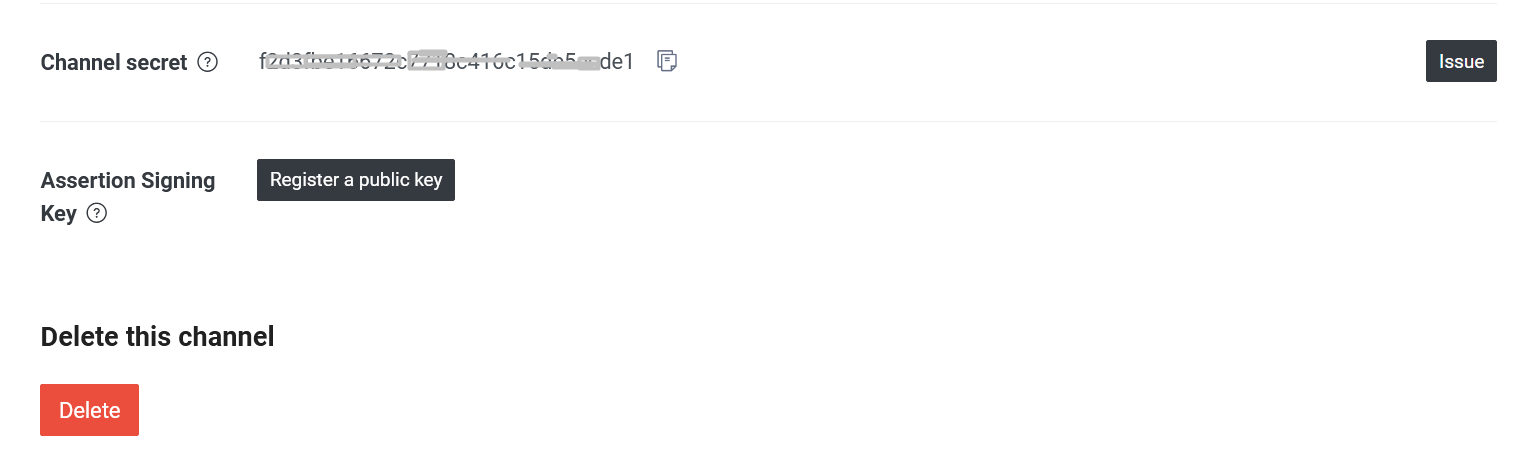 Channel secret ?
Issue
Assertion Signing
Key ?
Register a public key
Delete this channel
Delete